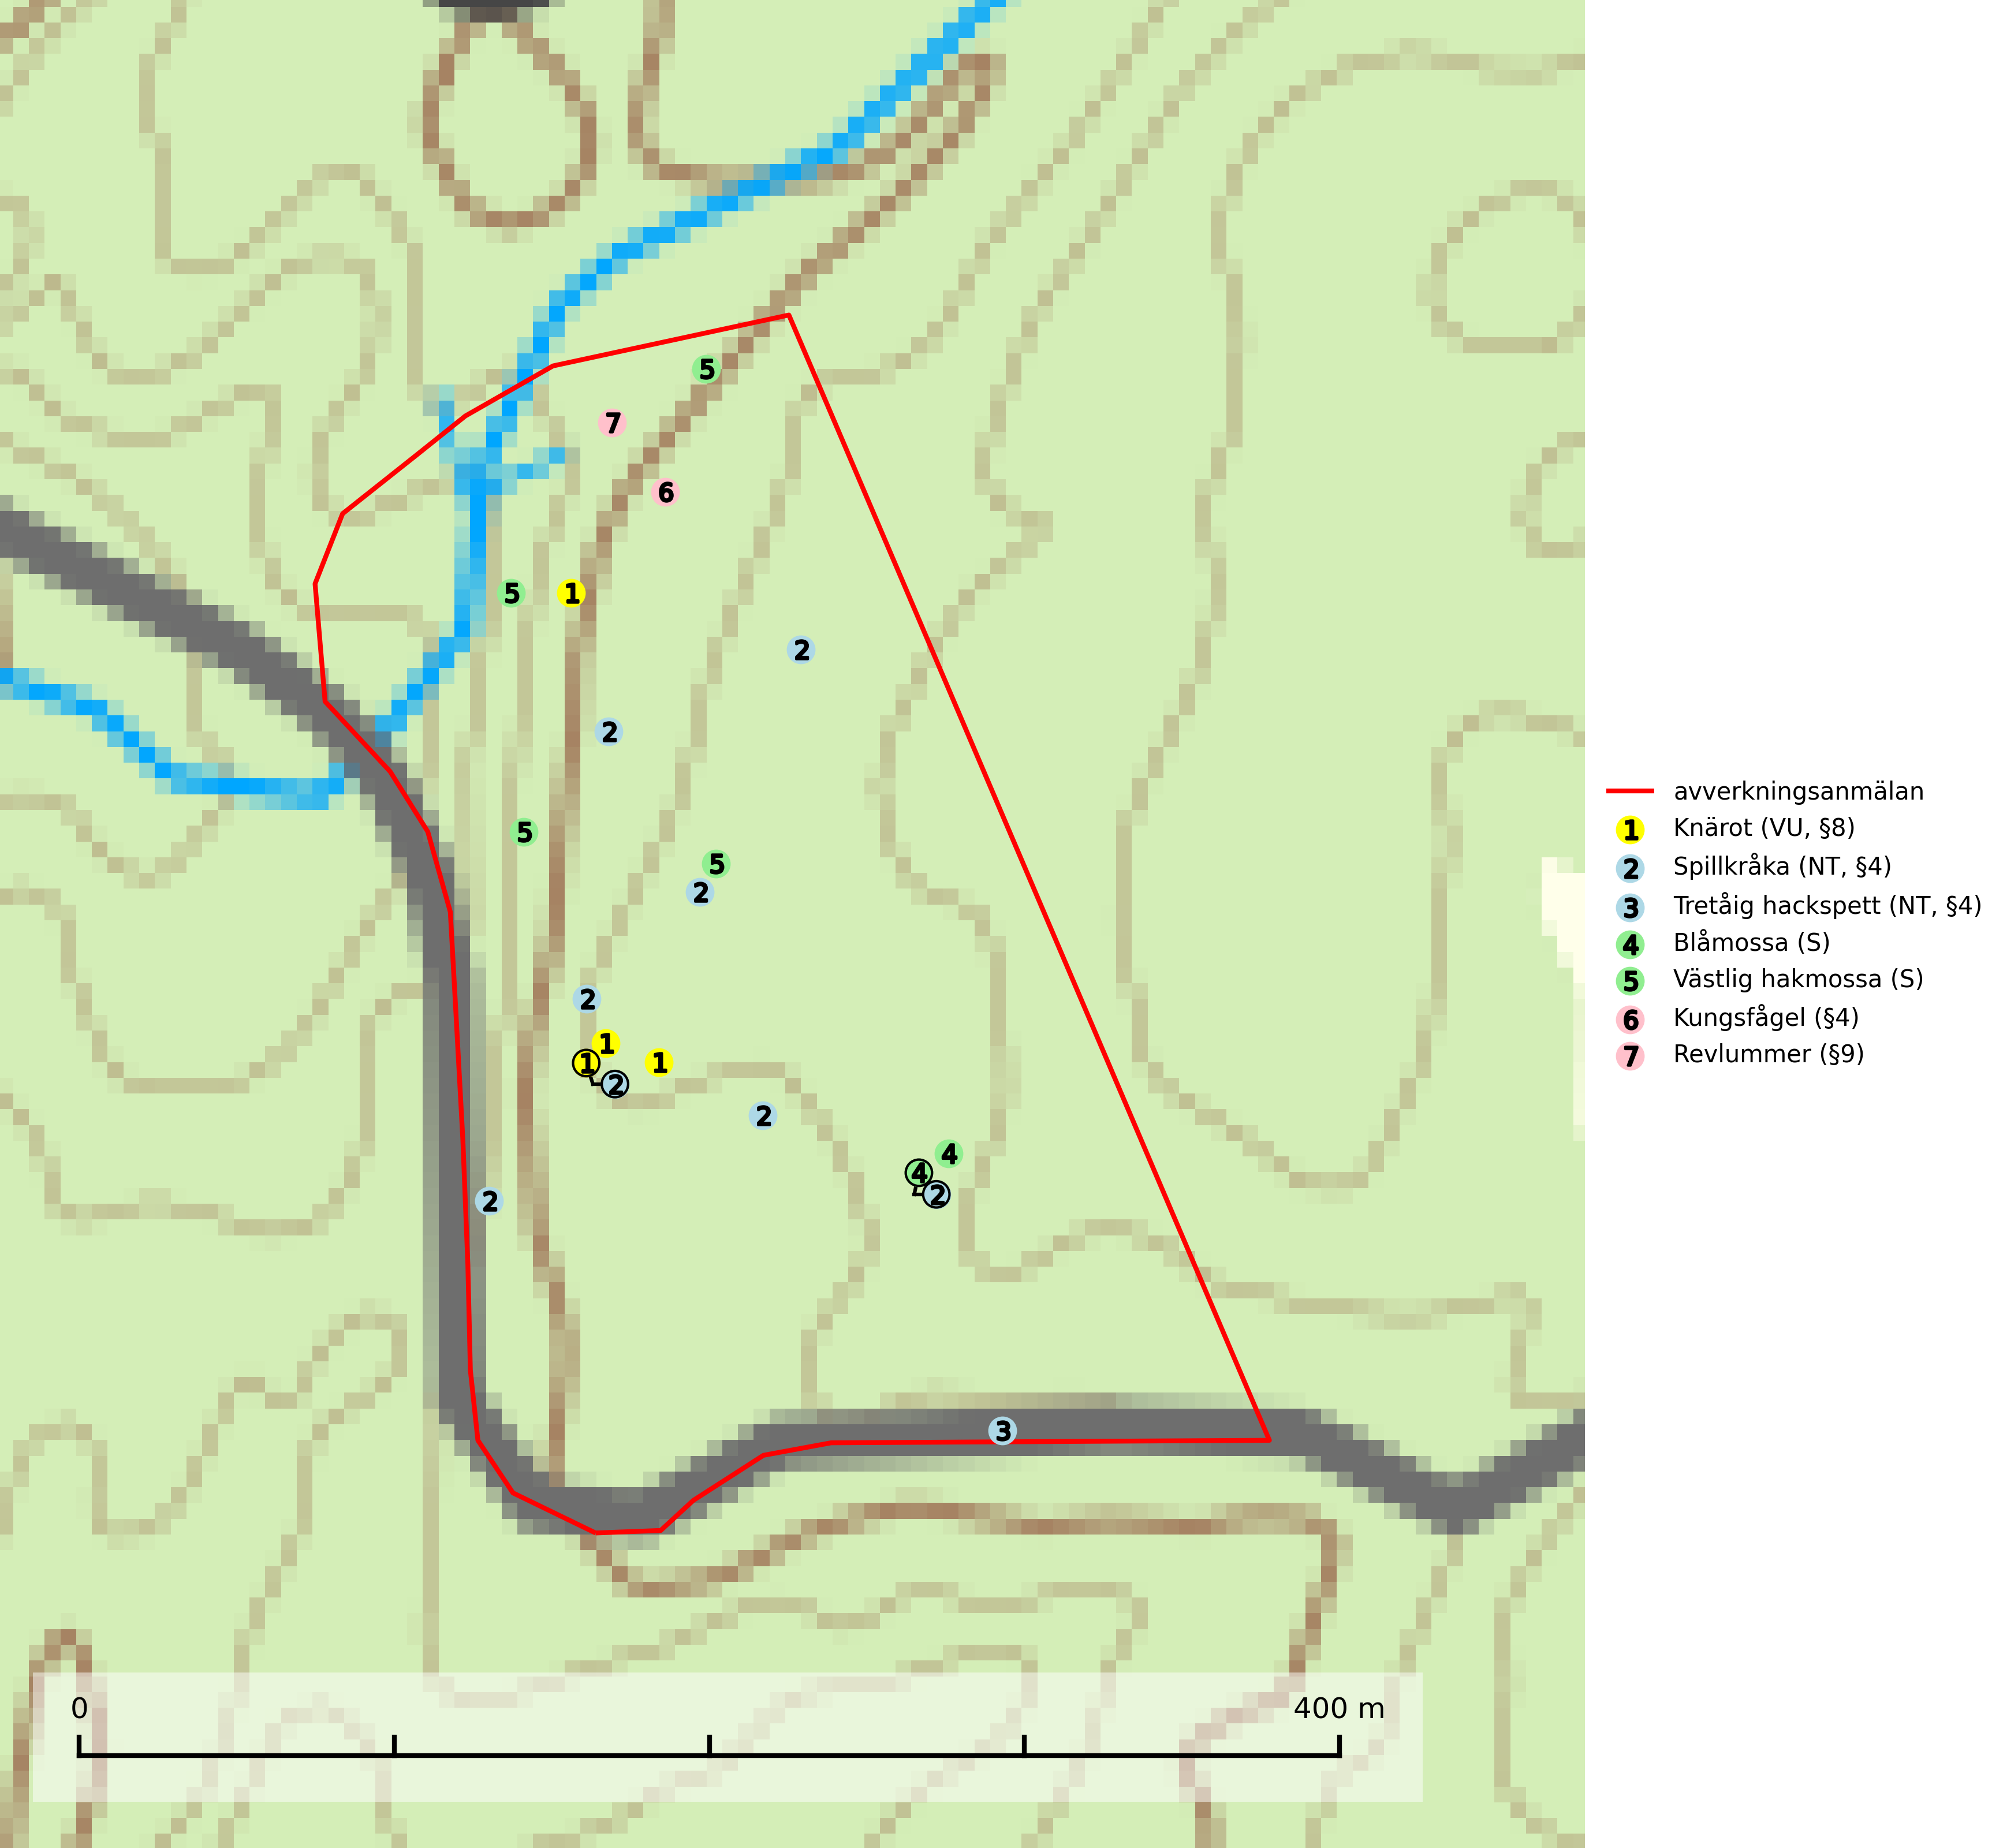 5
7
6
5
1
2
2
5
5
2
2
1
1
1
2
2
4
4
2
2
3
avverkningsanmälan
1 Knärot (VU, §8)
2 Spillkråka (NT, §4)
3 Tretåig hackspett (NT, §4)
4 Blåmossa (S)
5 Västlig hakmossa (S)
6 Kungsfågel (§4)
7 Revlummer (§9)
0 400 m